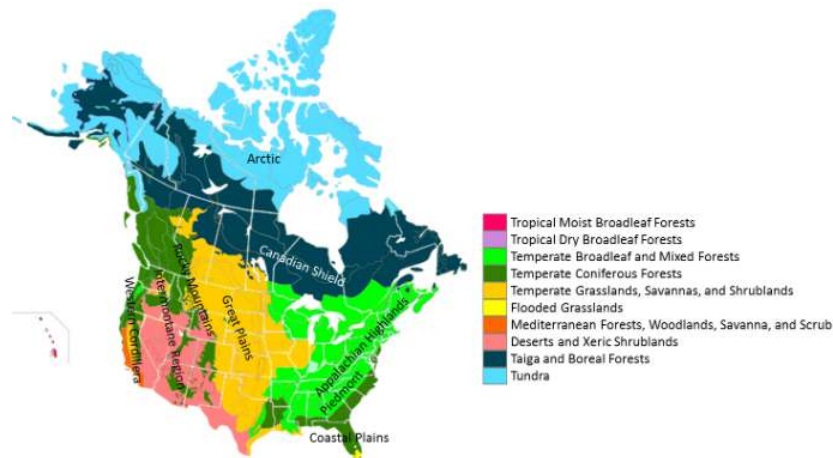 Arctic
Canadian Shield
Rocky Mountains
Western Cordillera
Intermontane Region
Great Plains
Appalachian Highlands
Piedmont
Coastal Plains
Tropical Moist Broadleaf Forests
Tropical Dry Broadleaf Forests
Temperate Broadleaf and Mixed Forests
Temperate Coniferous Forests
Temperate Grasslands, Savannas, and Shrublands
Flooded Grasslands
Mediterranean Forests, Woodlands, Savanna, and Scrub
Deserts and Xeric Shrublands
Taiga and Boreal Forests
Tundra